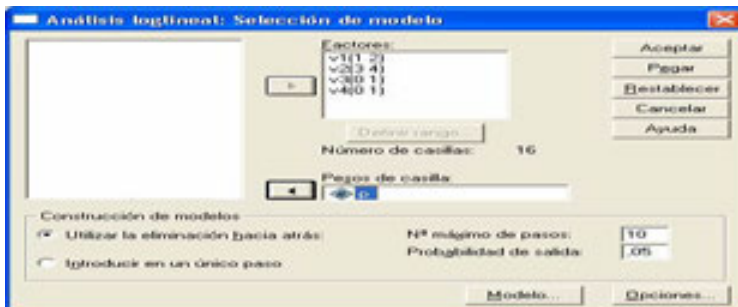 Análisis loglineal: Selección de modelo
Factores:
v1(1 2)
v2(3 4)
v3(0 1)
v4(0 1)
Definir rango...
Número de casillas: 16
Pesos de casilla:
p
Aceptar
Pegar
Restablecer
Cancelar
Ayuda
Construcción de modelos
Utilizar la eliminación hacia atrás:
Introducir en un único paso
Nº máximo de pasos: 10
Probabilidad de salida: .05
Modelo...
Opciones...